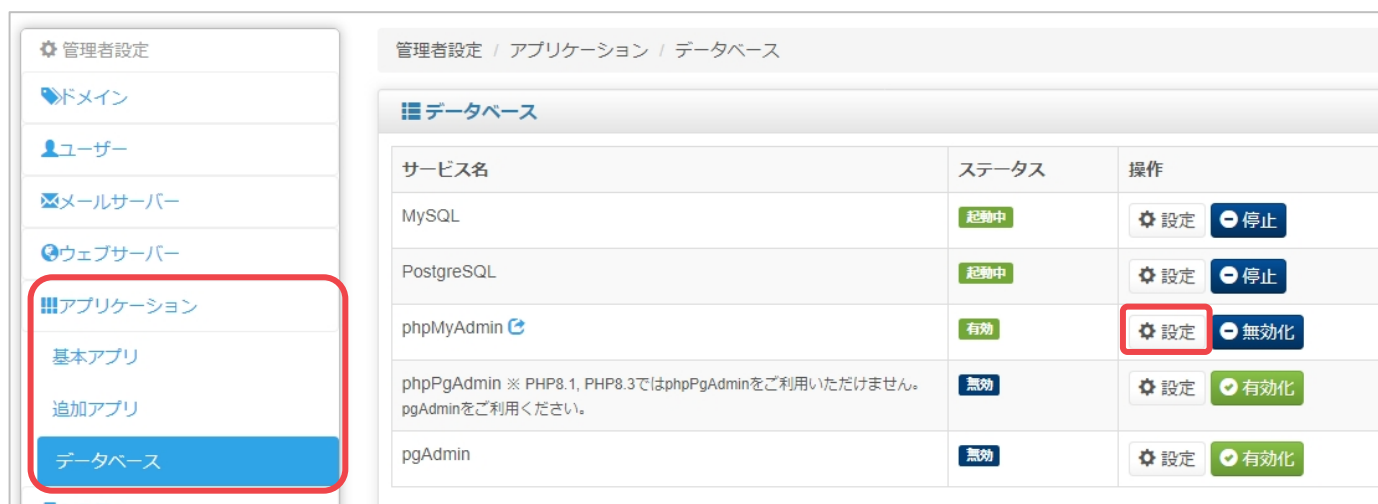 管理者設定
ドメイン
ユーザー
メールサーバー
ウェブサーバー
アプリケーション
基本アプリ
追加アプリ
データベース
管理者設定 / アプリケーション / データベース
データベース
サービス名 ステータス 操作
MySQL 起動中 設定 停止
PostgreSQL 起動中 設定 停止
phpMyAdmin 有効 設定 無効化
phpPgAdmin ※ PHP8.1, PHP8.3ではphpPgAdminをご利用いただけません。 無効 設定 有効化
pgAdminをご利用ください。
pgAdmin 無効 設定 有効化